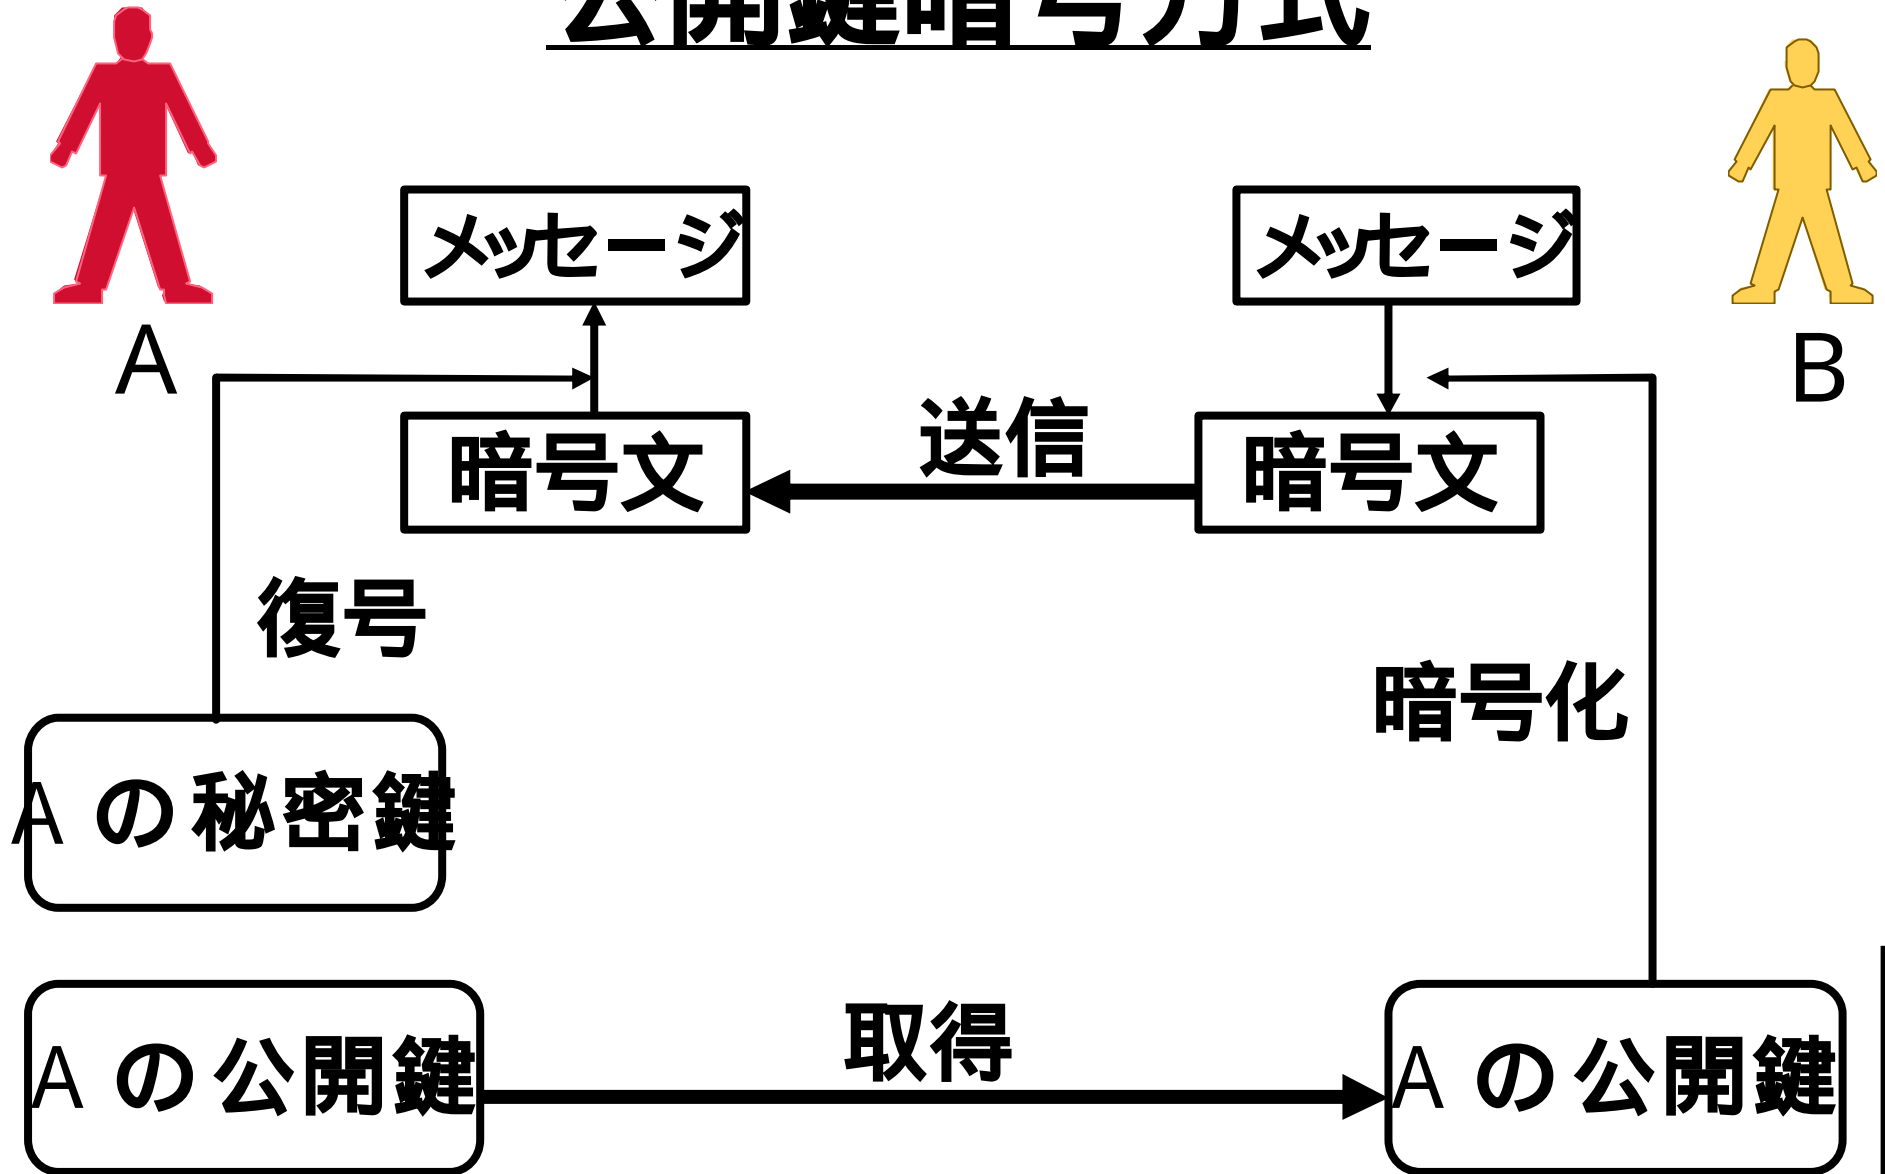 公開鍵暗号方式
メッセージ
メッセージ
A
B
送信
暗号文
暗号文
復号
暗号化
Aの秘密鍵
取得
Aの公開鍵
Aの公開鍵